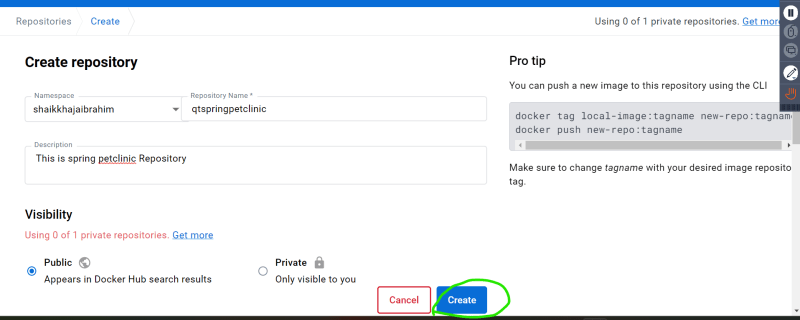 Repositories Create
Using 0 of 1 private repositories. Get more
Create repository
Namespace
shaikkhajaibrahim
Repository Name *
qtspringpetclinic
Description
This is spring petclinic Repository
Visibility
Using 0 of 1 private repositories. Get more
Public
Appears in Docker Hub search results
Private
Only visible to you
Cancel
Create
Pro tip
You can push a new image to this repository using the CLI
docker tag local-image:tagname new-repo:tagname
docker push new-repo:tagname
Make sure to change tagname with your desired image reposito
tag.